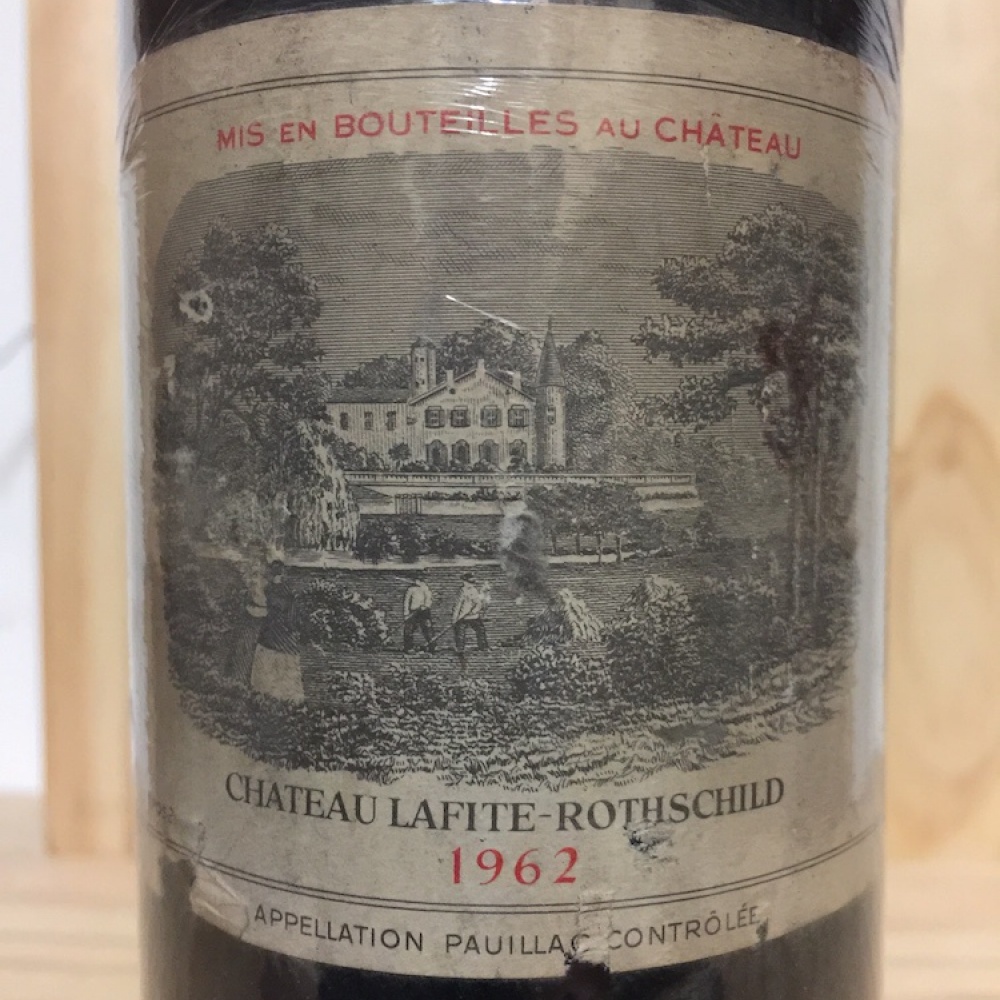 MIS EN BOUTEILLES AU CHÂTEAU
CHATEAU LAFITE-ROTHSCHILD
1962
APPELLATION PAUILLAC CONTRÔLÉE